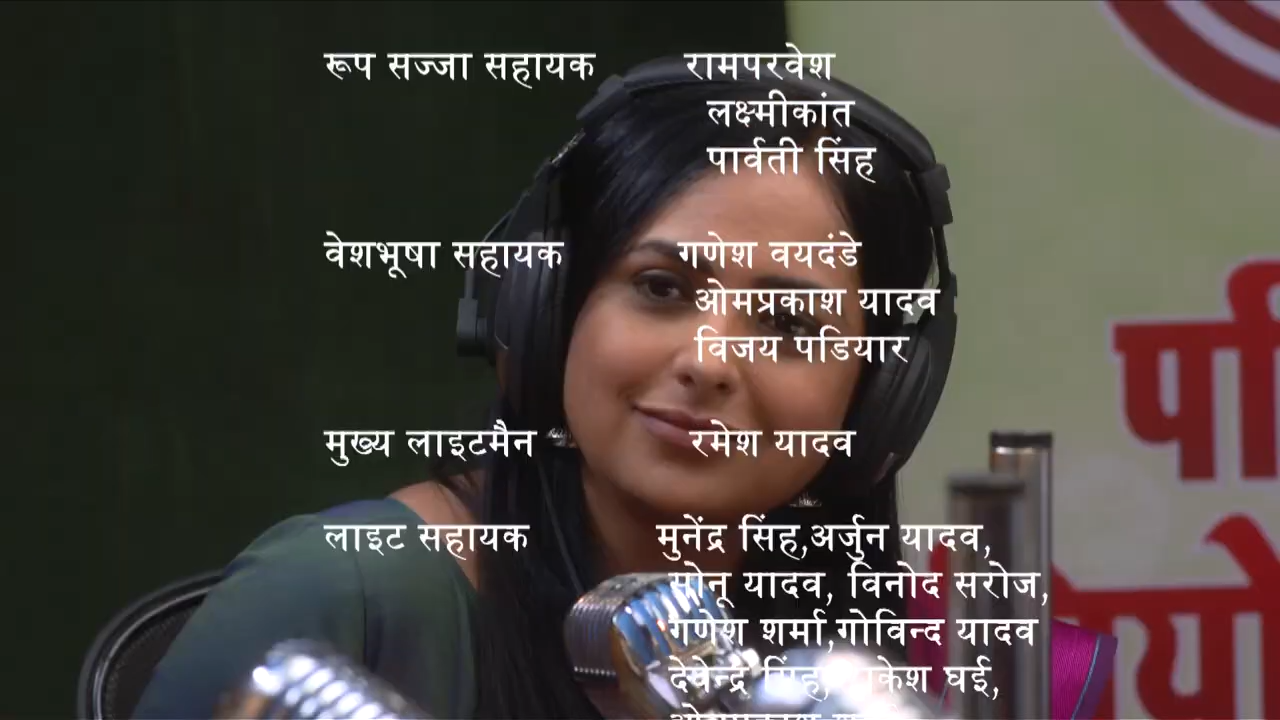 रूप सज्जा सहायक रामपरवेश
लक्ष्मीकांत
पार्वती सिंह
वेशभूषा सहायक गणेश वयदंडे
ओमप्रकाश यादव
विजय पडियार
मुख्य लाइटमैन रमेश यादव
लाइट सहायक मुनेंद्र सिंह,अर्जुन यादव,
सोनू यादव, विनोद सरोज,
गणेश शर्मा,गोविन्द यादव
देवेन्द्र सिंह, घई,